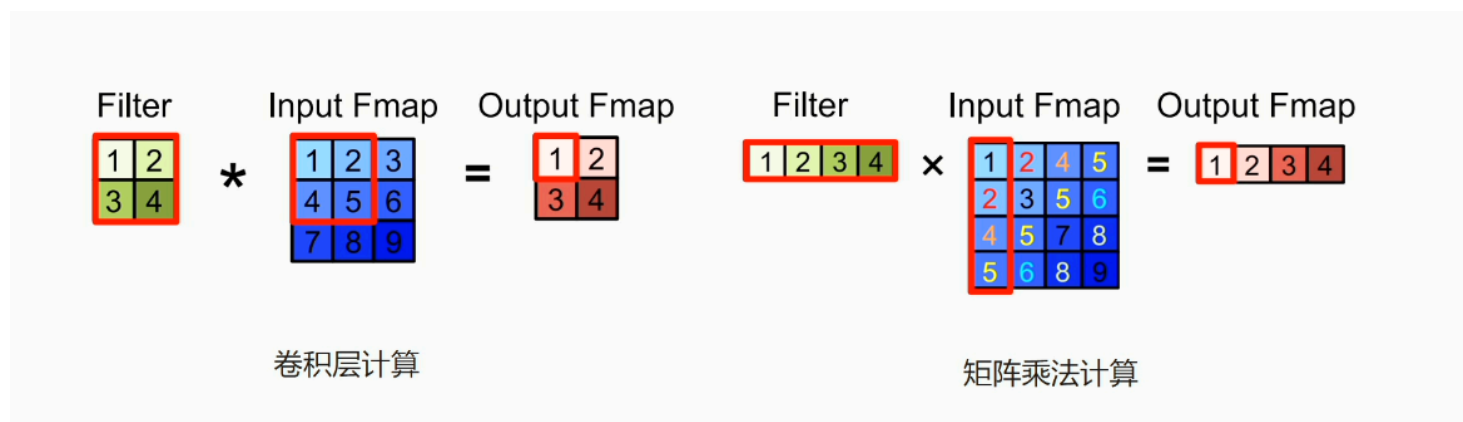 Filter Input Fmap Output Fmap Filter Input Fmap Output Fmap
1 2 * 1 2 3 = 1 2 1 2 3 4 × 1 2 4 5 = 1 2 3 4
3 4 4 5 6 3 4 2 3 5 6
7 8 9 4 5 7 8
5 6 8 9
卷积层计算 矩阵乘法计算